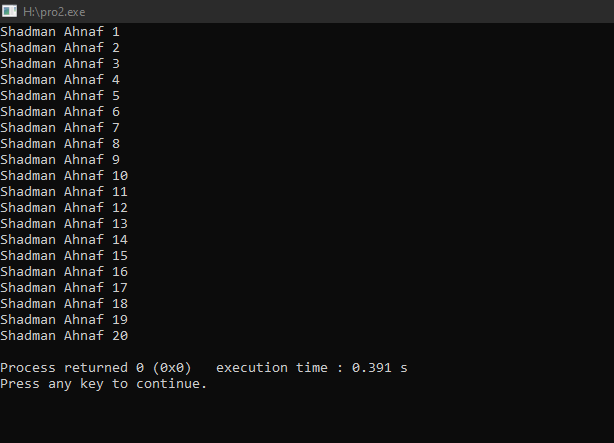 H:\pro2.exe
Shadman Ahnaf 1
Shadman Ahnaf 2
Shadman Ahnaf 3
Shadman Ahnaf 4
Shadman Ahnaf 5
Shadman Ahnaf 6
Shadman Ahnaf 7
Shadman Ahnaf 8
Shadman Ahnaf 9
Shadman Ahnaf 10
Shadman Ahnaf 11
Shadman Ahnaf 12
Shadman Ahnaf 13
Shadman Ahnaf 14
Shadman Ahnaf 15
Shadman Ahnaf 16
Shadman Ahnaf 17
Shadman Ahnaf 18
Shadman Ahnaf 19
Shadman Ahnaf 20
Process returned 0 (0x0)   execution time : 0.391 s
Press any key to continue.